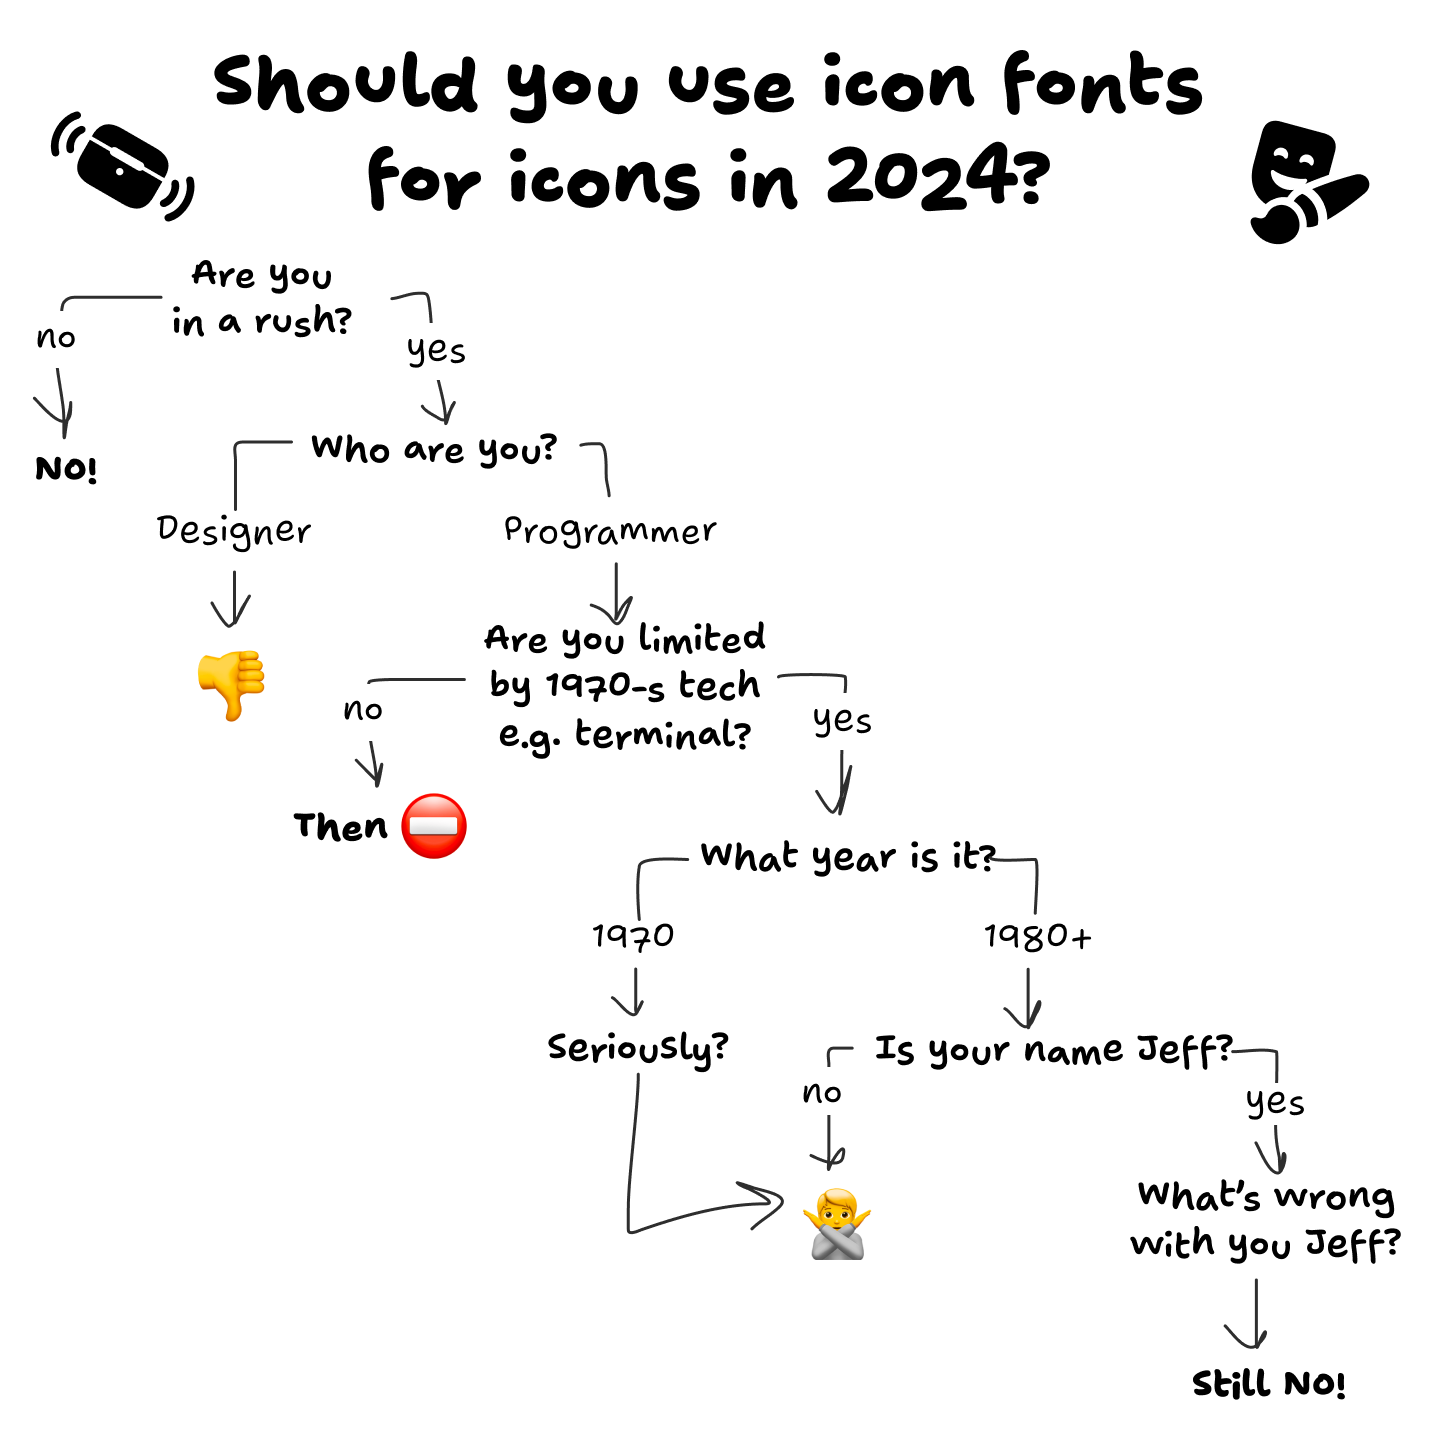 Should you use icon fonts
for icons in 2024?
Are you
in a rush?
no
yes
No!
Who are you?
Designer
Programmer
👎
Are you limited
by 1970-s tech
e.g. terminal?
no
yes
Then ⛔
What year is it?
1970
1980+
Seriously?
Is your name Jeff?
no
yes
What's wrong
with you Jeff?
Still No!